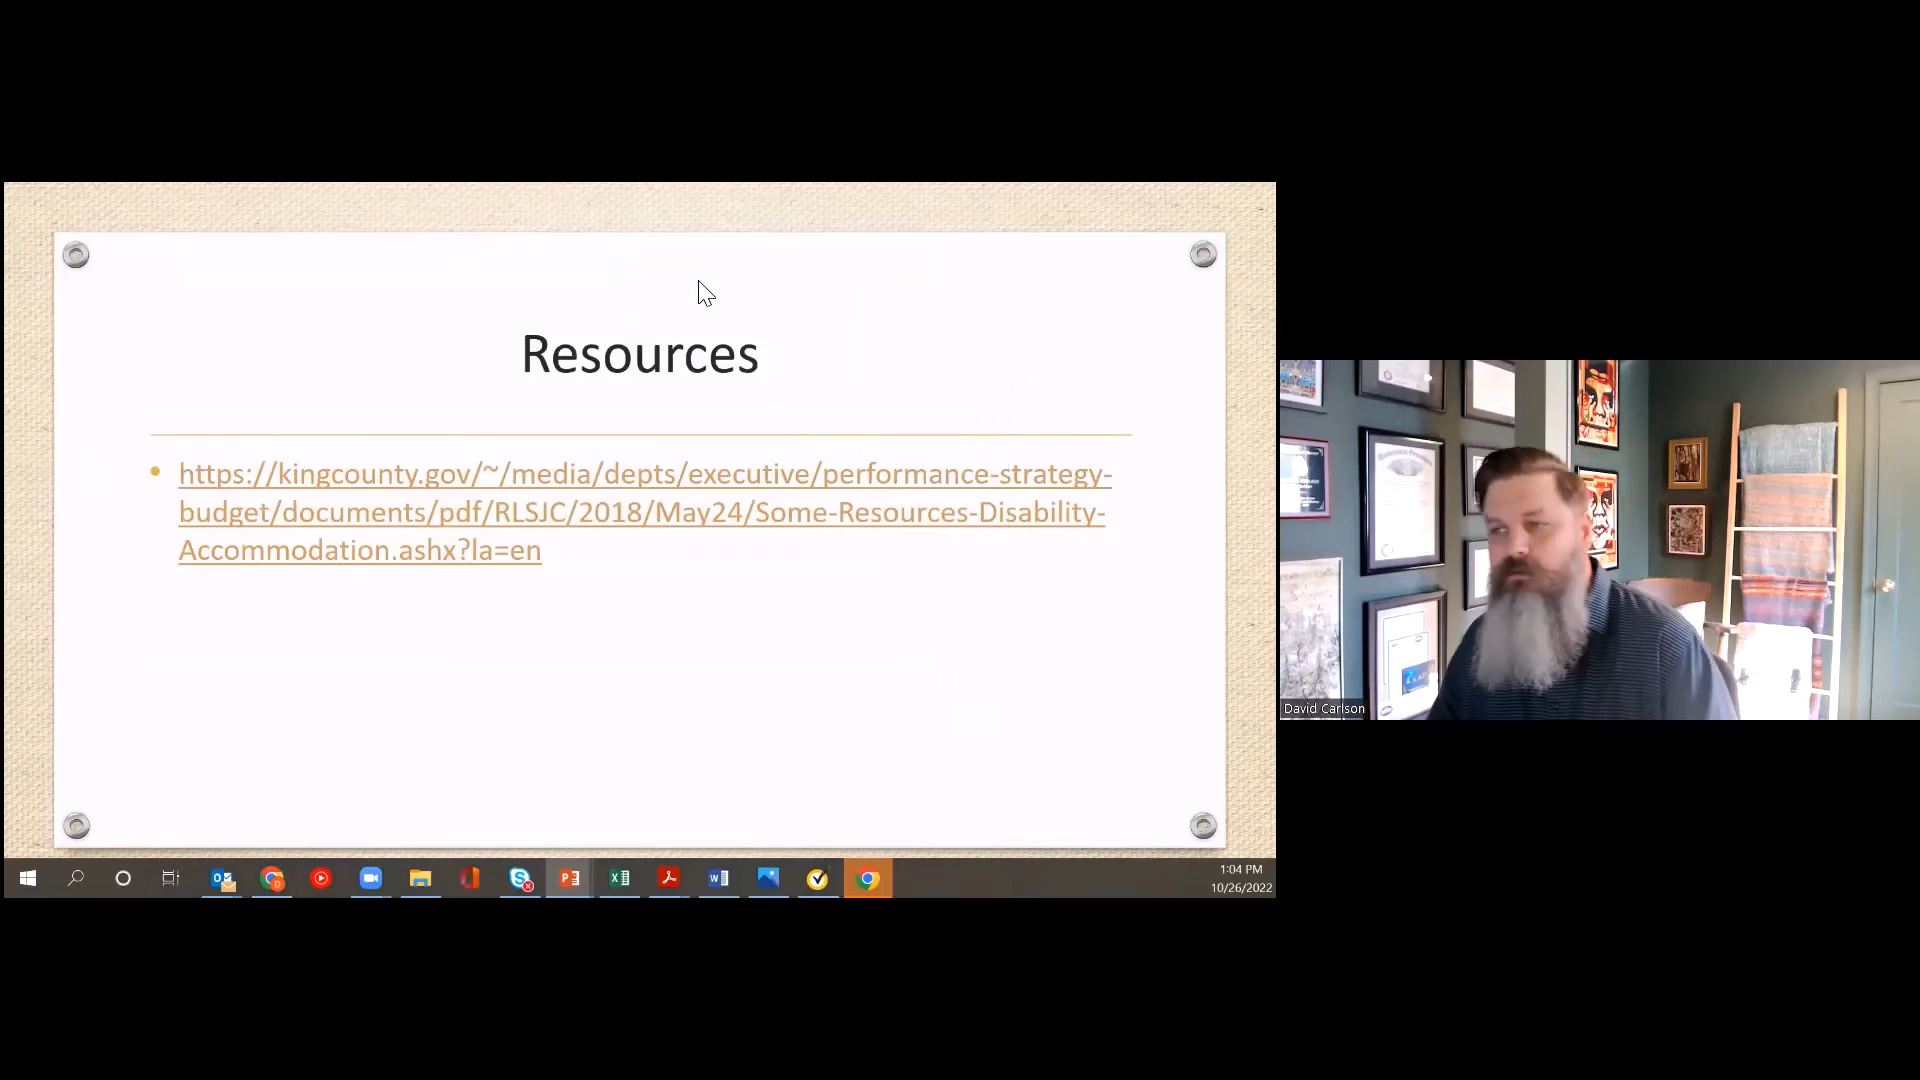 Resources
https://kingcounty.gov/~/media/depts/executive/performance-strategy-
budget/documents/pdf/RLSJC/2018/May24/Some-Resources-Disability-
Accommodation.ashx?la=en
David Carlson
1:04 PM
10/26/2022